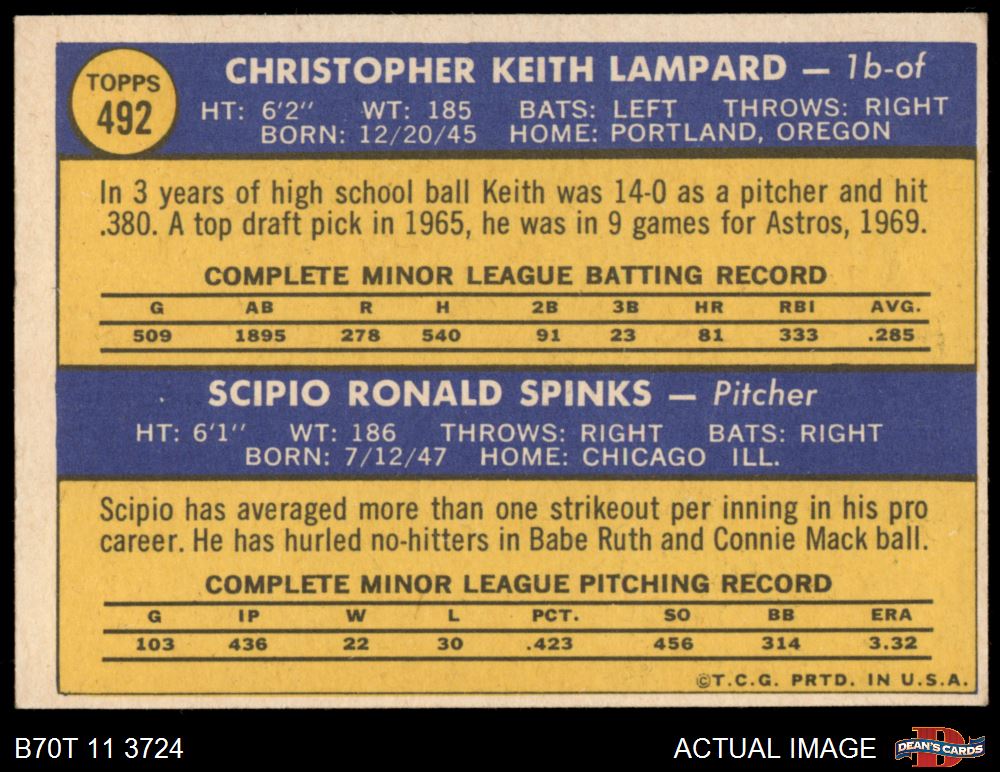 TOPPS
492
CHRISTOPHER KEITH LAMPARD — 1b-of
HT: 6'2" WT: 185 BATS: LEFT THROWS: RIGHT
BORN: 12/20/45 HOME: PORTLAND, OREGON
In 3 years of high school ball Keith was 14-0 as a pitcher and hit
.380. A top draft pick in 1965, he was in 9 games for Astros, 1969.
COMPLETE MINOR LEAGUE BATTING RECORD
G AB R H 2B 3B HR RBI AVG.
509 1895 278 540 91 23 81 333 .285
SCIPIO RONALD SPINKS — Pitcher
HT: 6'1" WT: 186 THROWS: RIGHT BATS: RIGHT
BORN: 7/12/47 HOME: CHICAGO ILL.
Scipio has averaged more than one strikeout per inning in his pro
career. He has hurled no-hitters in Babe Ruth and Connie Mack ball.
COMPLETE MINOR LEAGUE PITCHING RECORD
G IP W L PCT. SO BB ERA
103 436 22 30 .423 456 314 3.32
©T.C.G. PRTD. IN U.S.A.
B70T 11 3724
ACTUAL IMAGE
DEAN'S CARDS